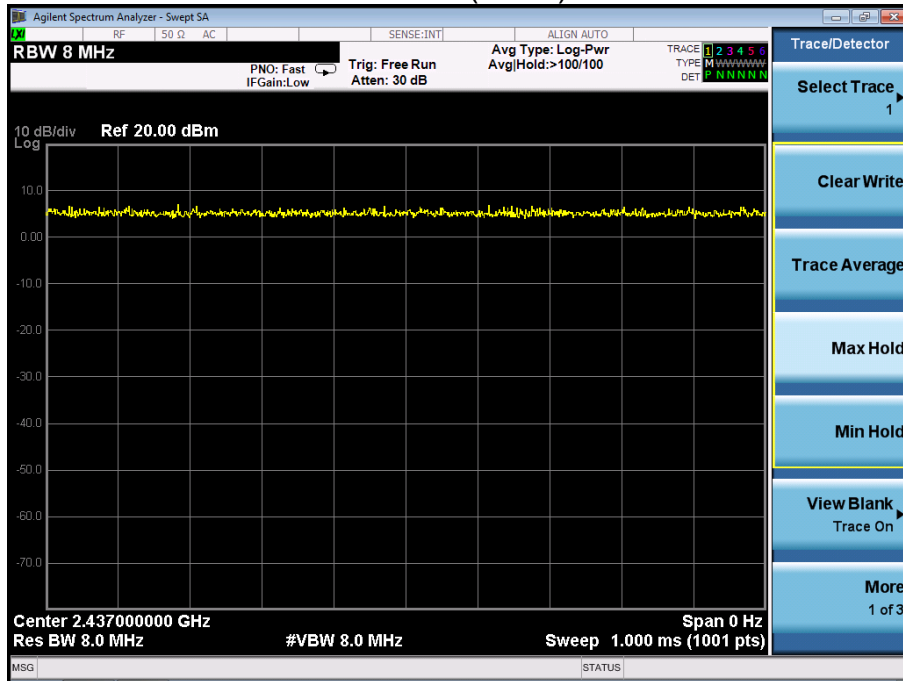 Agilent Spectrum Analyzer - Swept SA
LXI RF 50 Ω AC SENSE:INT ALIGN AUTO
RBW 8 MHz
PNO: Fast
IFGain:Low
Trig: Free Run
Atten: 30 dB
Avg Type: Log-Pwr
Avg|Hold:>100/100
TRACE 1 2 3 4 5 6
TYPE M WWWWW
DET P N N N N N
10 dB/div Ref 20.00 dBm
Log
10.0
0.00
-10.0
-20.0
-30.0
-40.0
-50.0
-60.0
-70.0
Center 2.437000000 GHz Span 0 Hz
Res BW 8.0 MHz #VBW 8.0 MHz Sweep 1.000 ms (1001 pts)
MSG STATUS
Trace/Detector
Select Trace
1
Clear Write
Trace Average
Max Hold
Min Hold
View Blank
Trace On
More
1 of 3